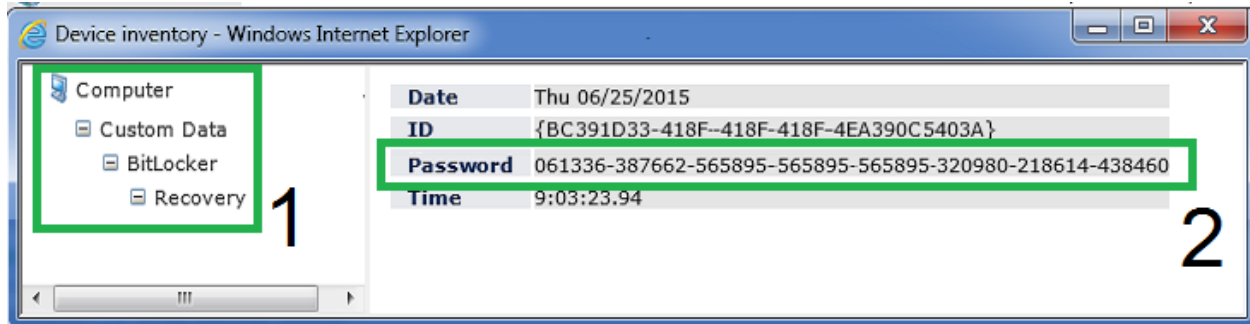 Device inventory - Windows Internet Explorer
Computer
Custom Data
BitLocker
Recovery
1
Date Thu 06/25/2015
ID {BC391D33-418F--418F-418F-4EA390C5403A}
Password 061336-387662-565895-565895-565895-320980-218614-438460
Time 9:03:23.94
2